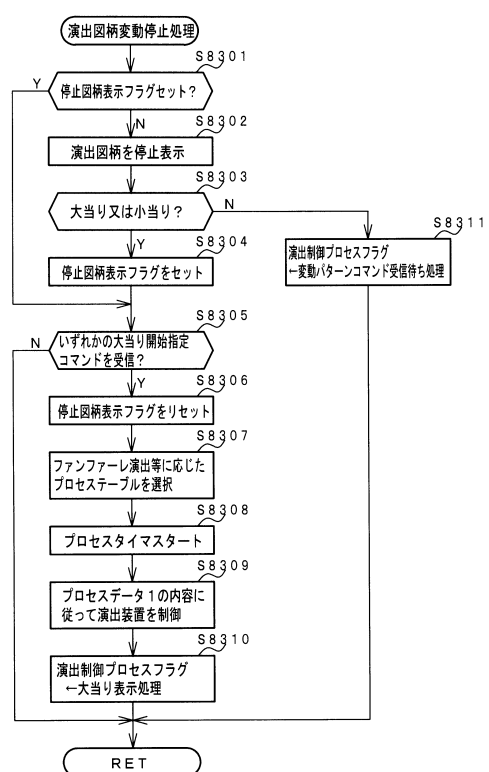 演出図柄変動停止処理
S8301
停止図柄表示フラグセット？
Y
N
S8302
演出図柄を停止表示
S8303
大当り又は小当り？
N
Y
S8304
停止図柄表示フラグをセット
S8311
演出制御プロセスフラグ
←変動パターンコマンド受信待ち処理
S8305
いずれかの大当り開始指定
コマンドを受信？
N
Y
S8306
停止図柄表示フラグをリセット
S8307
ファンファーレ演出等に応じた
プロセステーブルを選択
S8308
プロセスタイマスタート
S8309
プロセスデータ１の内容に
従って演出装置を制御
S8310
演出制御プロセスフラグ
←大当り表示処理
RET